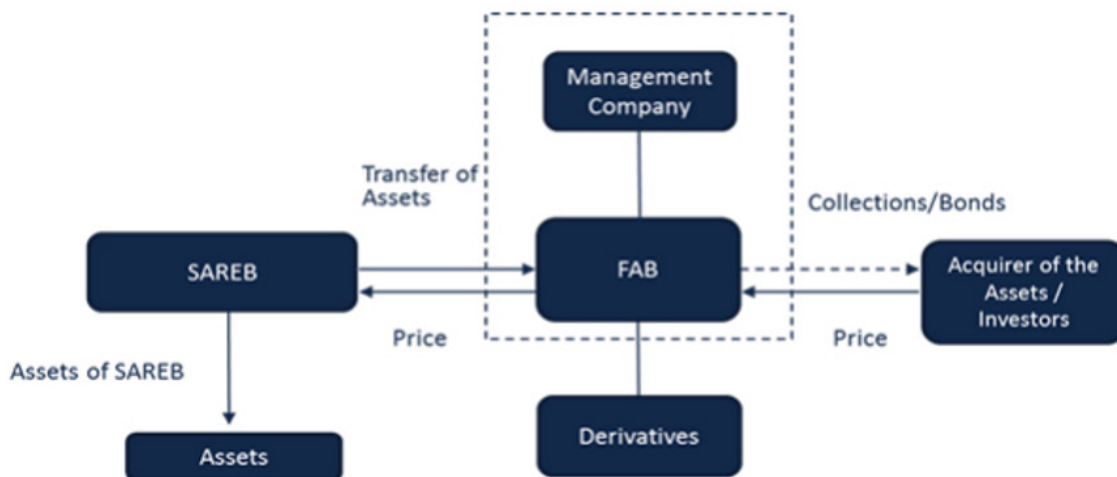 Management
Company
Transfer of
Assets
Collections/Bonds
SAREB
FAB
Acquirer of the
Assets /
Investors
Price
Price
Assets of SAREB
Derivatives
Assets